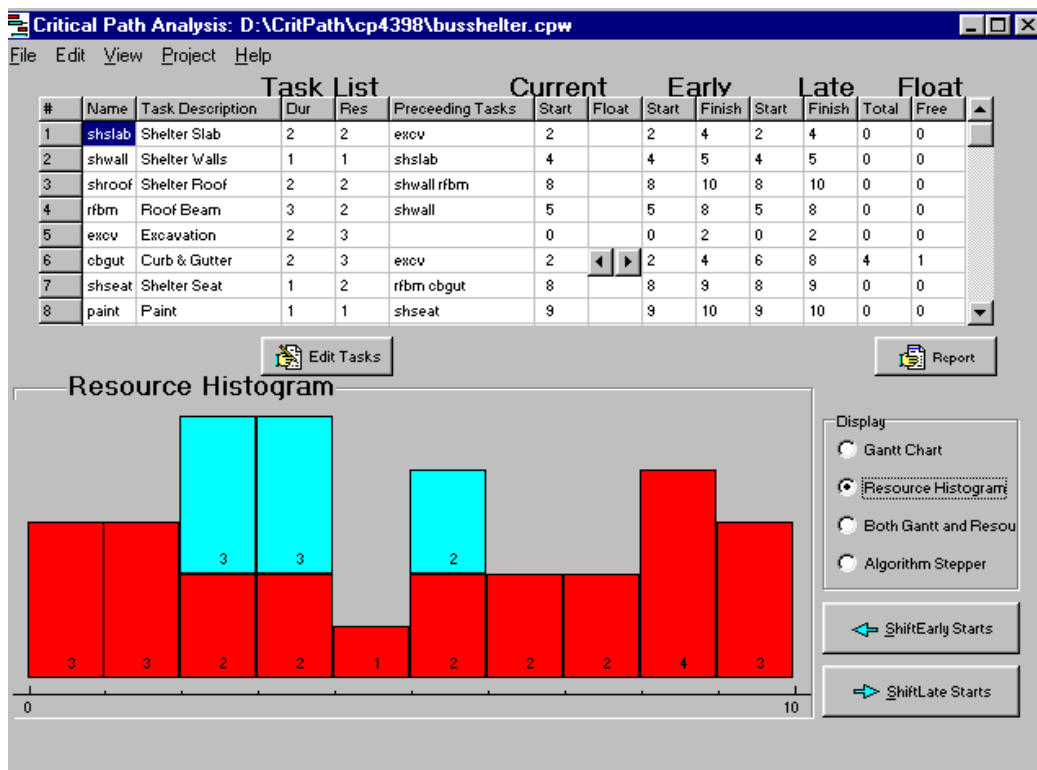 Critical Path Analysis: D:\CritPath\cp4398\busshelter.cpw
File Edit View Project Help
Task List Current Early Late Float
# Name Task Description Dur Res Preceeding Tasks Start Float Start Finish Start Finish Total Free
1 shslab Shelter Slab 2 2 excv 2 2 4 2 4 0 0
2 shwall Shelter Walls 1 1 shslab 4 4 5 4 5 0 0
3 shroof Shelter Roof 2 2 shwall rfbm 8 8 10 8 10 0 0
4 rfbm Roof Beam 3 2 shwall 5 5 8 5 8 0 0
5 excv Excavation 2 3 0 0 2 0 2 0 0
6 cbgut Curb & Gutter 2 3 excv 2 2 4 6 8 4 1
7 shseat Shelter Seat 1 2 rfbm cbgut 8 8 9 8 9 0 0
8 paint Paint 1 1 shseat 9 9 10 9 10 0 0
Edit Tasks Report
Resource Histogram
3 3 2
3 3 2 2 1 2 2 2 4 3
0 10
Display
Gantt Chart
Resource Histogram
Both Gantt and Resou
Algorithm Stepper
ShiftEarly Starts
ShiftLate Starts